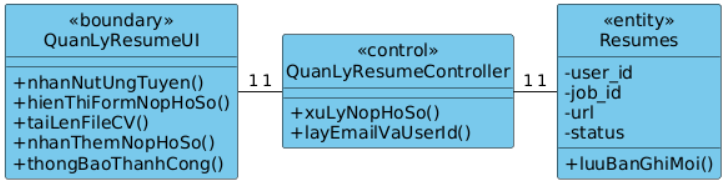 «boundary»
QuanLyResumeUI
+nhanNutUngTuyen()
+hienThiFormNopHoSo()
+taiLenFileCV()
+nhanThemNopHoSo()
+thongBaoThanhCong()
1 1
«control»
QuanLyResumeController
+xuLyNopHoSo()
+layEmailVaUserId()
1 1
«entity»
Resumes
-user_id
-job_id
-url
-status
+luuBanGhiMoi()